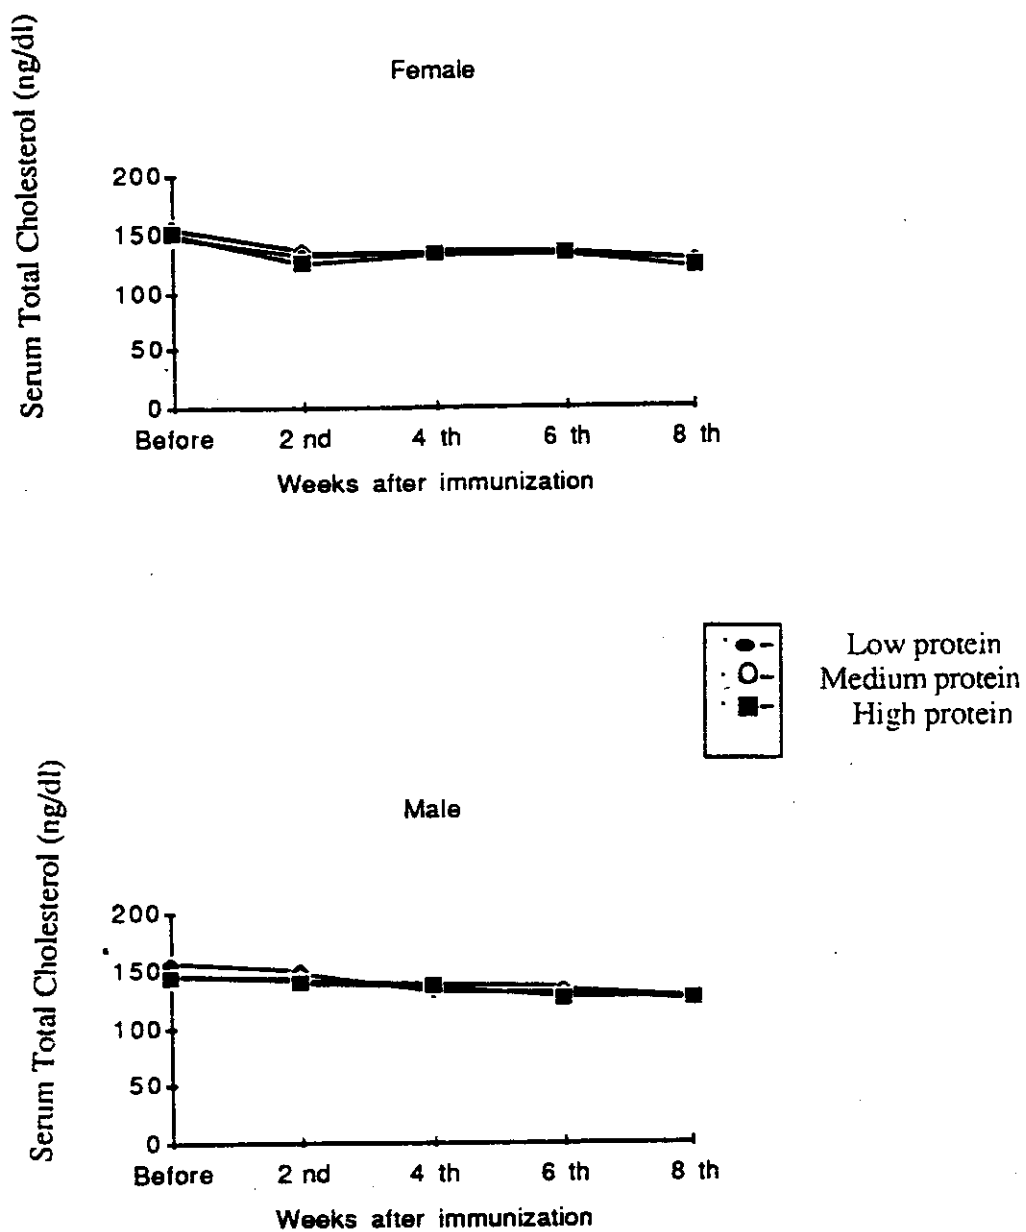 Female
Serum Total Cholesterol (ng/dl)
200
150
100
50
0
Before 2 nd 4 th 6 th 8 th
Weeks after immunization
Low protein
Medium protein
High protein
Male
Serum Total Cholesterol (ng/dl)
200
150
100
50
0
Before 2 nd 4 th 6 th 8 th
Weeks after immunization